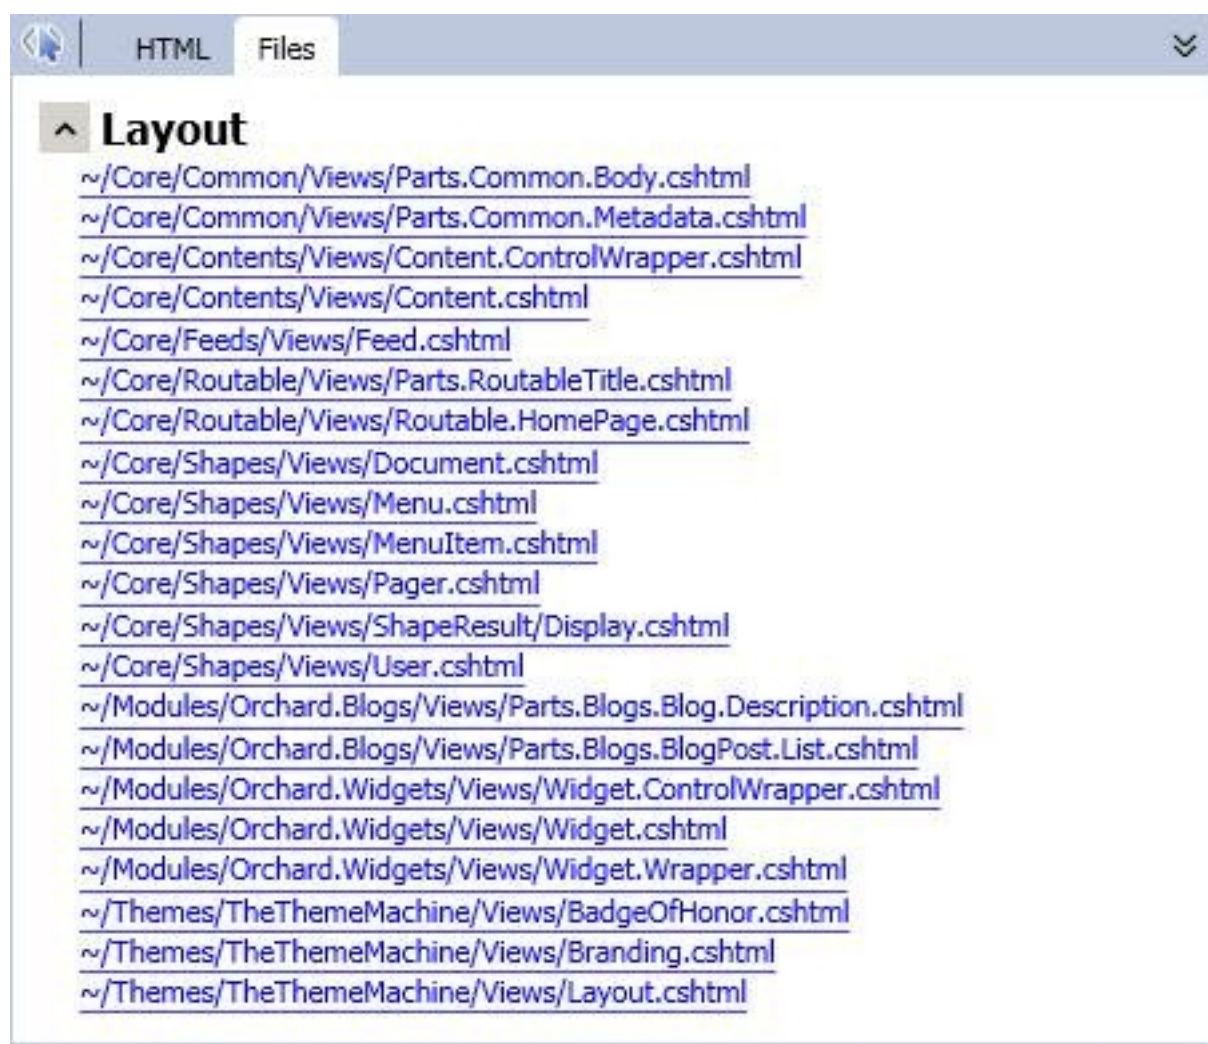 HTML Files
Layout
~/Core/Common/Views/Parts.Common.Body.cshtml
~/Core/Common/Views/Parts.Common.Metadata.cshtml
~/Core/Contents/Views/Content.ControlWrapper.cshtml
~/Core/Contents/Views/Content.cshtml
~/Core/Feeds/Views/Feed.cshtml
~/Core/Routable/Views/Parts.RoutableTitle.cshtml
~/Core/Routable/Views/Routable.HomePage.cshtml
~/Core/Shapes/Views/Document.cshtml
~/Core/Shapes/Views/Menu.cshtml
~/Core/Shapes/Views/MenuItem.cshtml
~/Core/Shapes/Views/Pager.cshtml
~/Core/Shapes/Views/ShapeResult/Display.cshtml
~/Core/Shapes/Views/User.cshtml
~/Modules/Orchard.Blogs/Views/Parts.Blogs.Blog.Description.cshtml
~/Modules/Orchard.Blogs/Views/Parts.Blogs.BlogPost.List.cshtml
~/Modules/Orchard.Widgets/Views/Widget.ControlWrapper.cshtml
~/Modules/Orchard.Widgets/Views/Widget.cshtml
~/Modules/Orchard.Widgets/Views/Widget.Wrapper.cshtml
~/Themes/TheThemeMachine/Views/BadgeOfHonor.cshtml
~/Themes/TheThemeMachine/Views/Branding.cshtml
~/Themes/TheThemeMachine/Views/Layout.cshtml